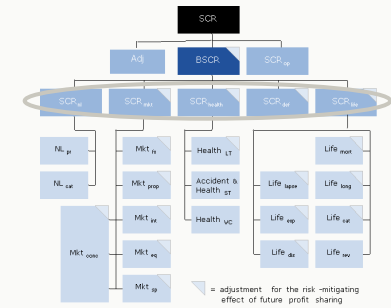 SCR
Adj
BSCR
SCR op
SCR nl
SCR mkt
SCR health
SCR def
SCR life
NL pr
Mkt fx
Health LT
Life mort
NL cat
Mkt prop
Accident & Health ST
Life lapse
Life long
Mkt int
Health WC
Life exp
Life cat
Mkt conc
Mkt eq
Life dis
Life rev
Mkt sp
= adjustment for the risk -mitigating
effect of future profit sharing